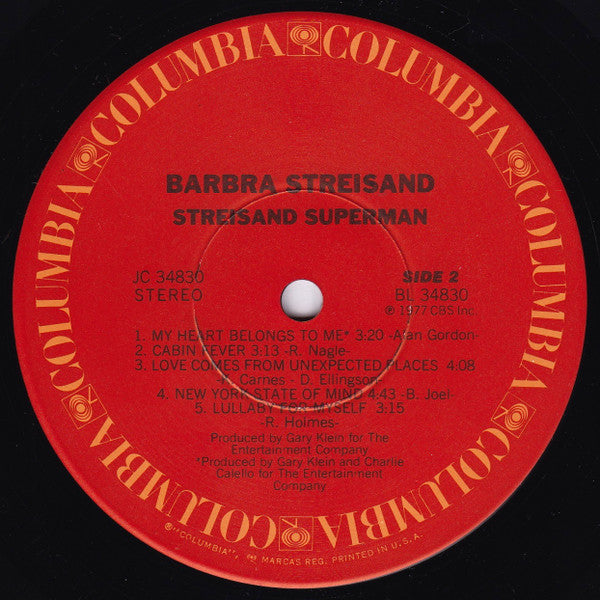 COLUMBIA COLUMBIA COLUMBIA COLUMBIA COLUMBIA COLUMBIA
BARBRA STREISAND
STREISAND SUPERMAN
JC 34830
STEREO
SIDE 2
BL 34830
℗ 1977 CBS Inc.
1. MY HEART BELONGS TO ME* 3:20 -Alan Gordon-
2. CABIN FEVER 3:13 -R. Nagle-
3. LOVE COMES FROM UNEXPECTED PLACES 4:08
-K. Carnes - D. Ellingson-
4. NEW YORK STATE OF MIND 4:43 -B. Joel-
5. LULLABY FOR MYSELF 3:15
-R. Holmes-
Produced by Gary Klein for The
Entertainment Company
*Produced by Gary Klein and Charlie
Calello for The Entertainment
Company
®"COLUMBIA", MARCAS REG. PRINTED IN U.S.A.